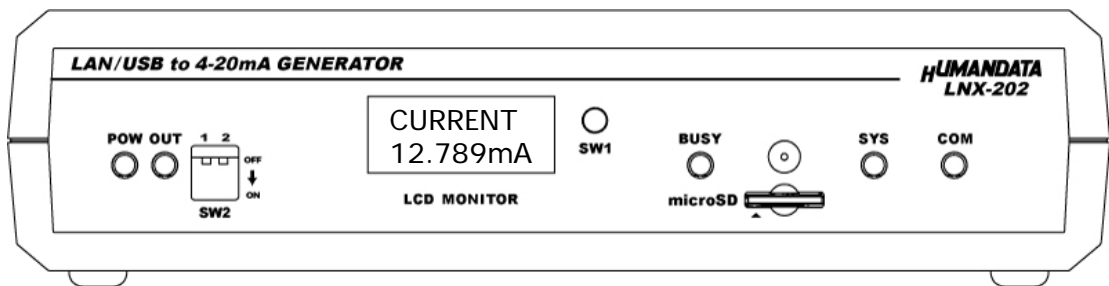 LAN/USB to 4-20mA GENERATOR
HUMANDATA
LNX-202
POW OUT
1 2
OFF
ON
SW2
CURRENT
12.789mA
LCD MONITOR
SW1
BUSY
microSD
SYS
COM